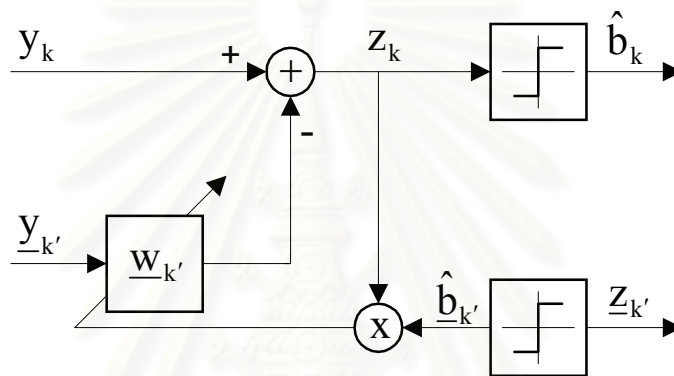 y_k + z_k b̂_k
+
-
y_k′ w_k′
x b̂_k′ z_k′